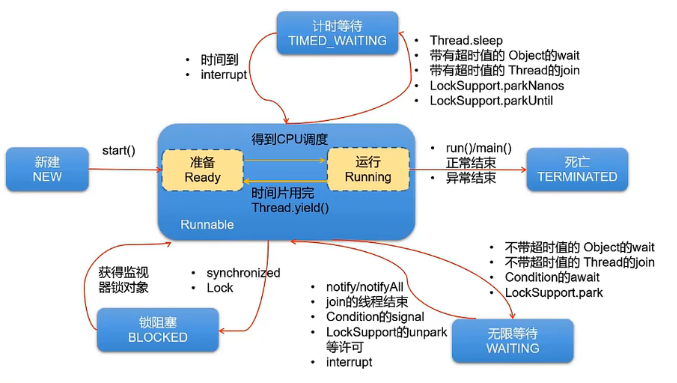 计时等待
TIMED_WAITING
时间到
interrupt
Thread.sleep
带有超时值的 Object的wait
带有超时值的 Thread的join
LockSupport.parkNanos
LockSupport.parkUntil
新建
NEW
start()
得到CPU调度
准备
Ready
运行
Running
时间片用完
Thread.yield()
Runnable
run()/main()
正常结束
异常结束
死亡
TERMINATED
获得监视
器锁对象
synchronized
Lock
锁阻塞
BLOCKED
notify/notifyAll
join的线程结束
Condition的signal
LockSupport的unpark
等许可
interrupt
不带超时值的 Object的wait
不带超时值的 Thread的join
Condition的await
LockSupport.park
无限等待
WAITING